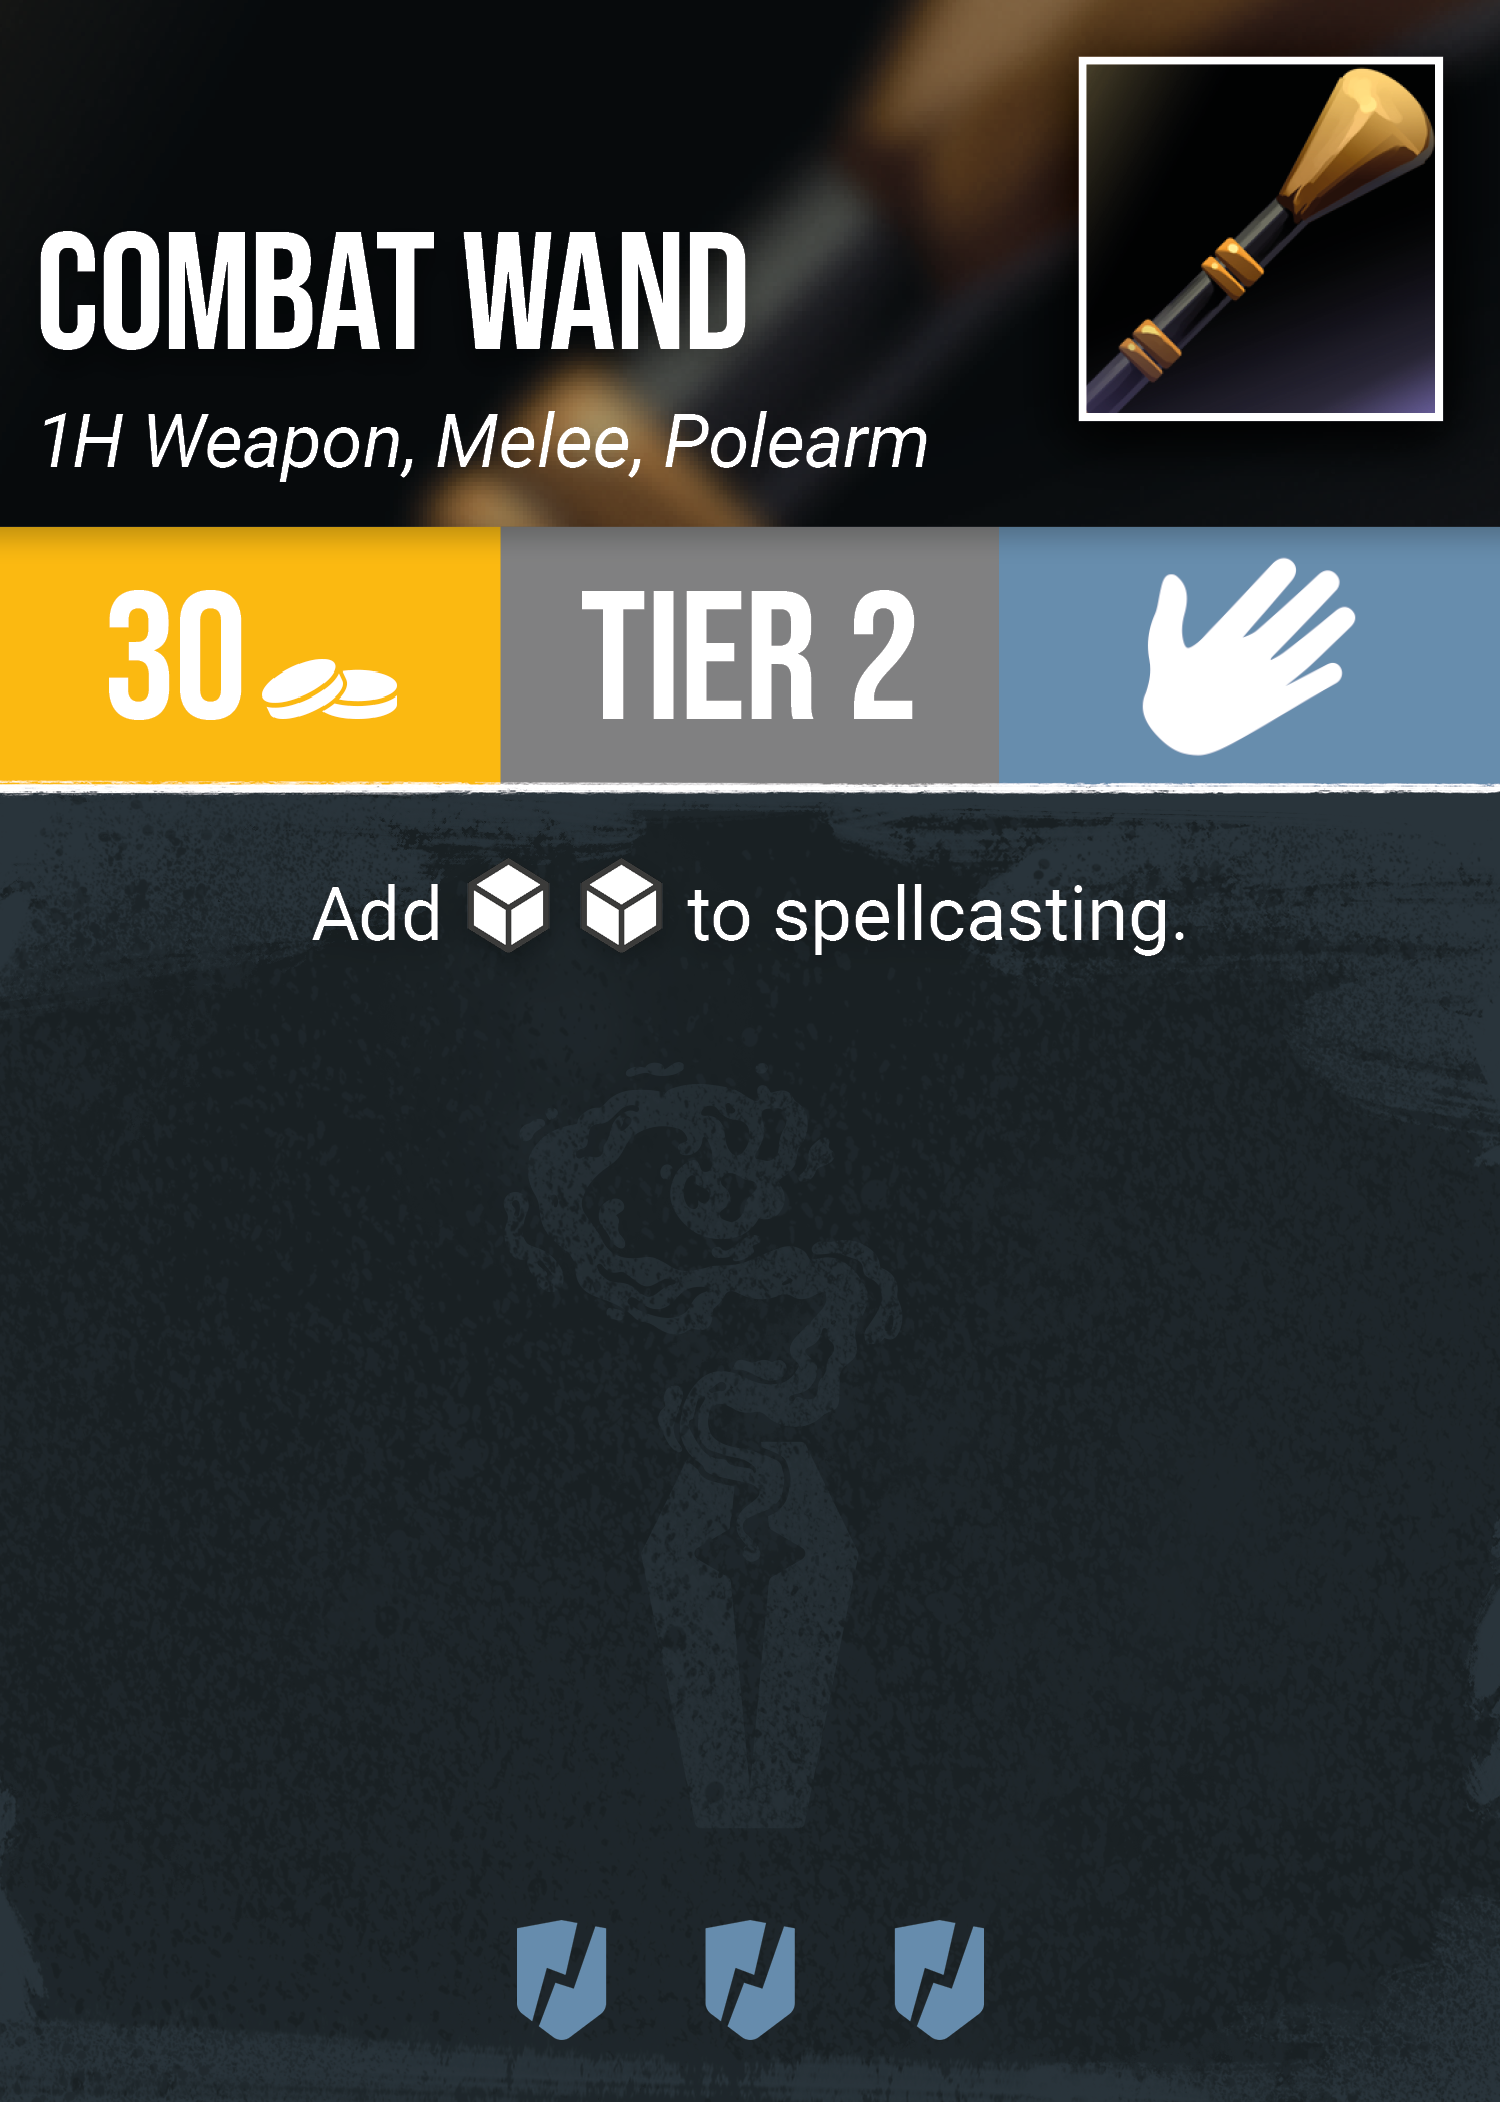 COMBAT WAND
1H Weapon, Melee, Polearm
30
TIER 2
Add to spellcasting.